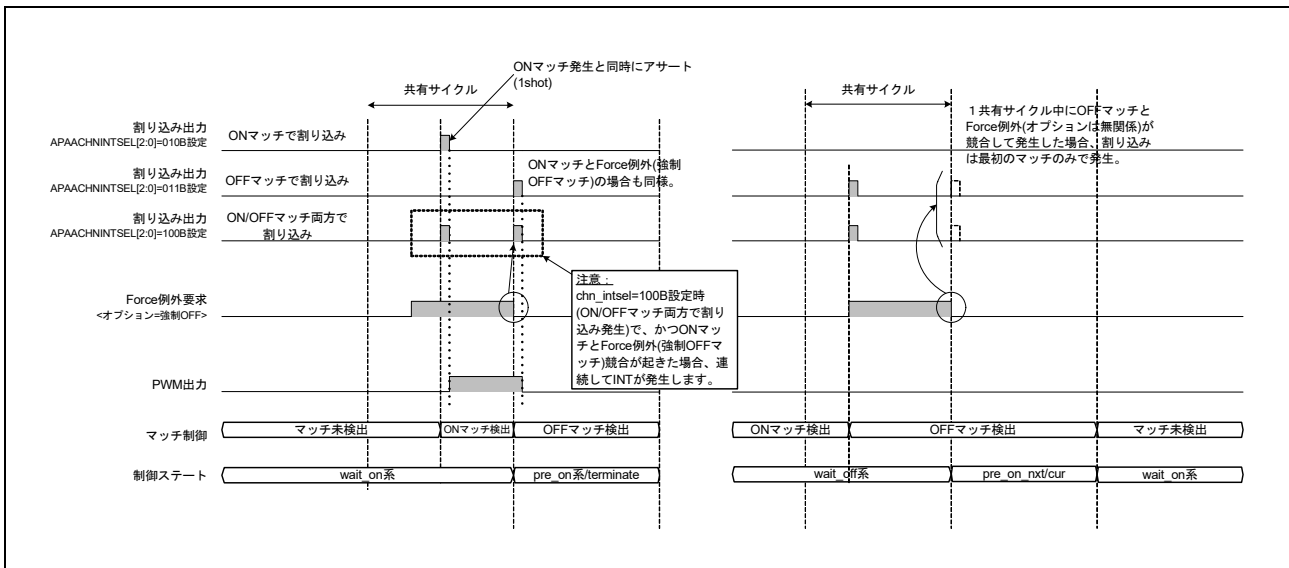 ONマッチ発生と同時にアサート
(1shot)
共有サイクル
共有サイクル
割り込み出力
APAACHNINTSEL[2:0]=010B設定
ONマッチで割り込み
1共有サイクル中にOFFマッチと
Force例外(オプションは無関係)が
競合して発生した場合、割り込み
は最初のマッチのみで発生。
割り込み出力
APAACHNINTSEL[2:0]=011B設定
OFFマッチで割り込み
ONマッチとForce例外(強制
OFFマッチ)の場合も同様。
割り込み出力
APAACHNINTSEL[2:0]=100B設定
ON/OFFマッチ両方で
割り込み
Force例外要求
<オプション=強制OFF>
注意:
chn_intsel=100B設定時
(ON/OFFマッチ両方で割り
込み発生)で、かつONマッ
チとForce例外(強制OFFマ
ッチ)競合が起きた場合、連
続してINTが発生します。
PWM出力
マッチ制御
マッチ未検出
ONマッチ検出
OFFマッチ検出
ONマッチ検出
OFFマッチ検出
マッチ未検出
制御ステート
wait_on系
pre_on系/terminate
wait_off系
pre_on_nxt/cur
wait_on系